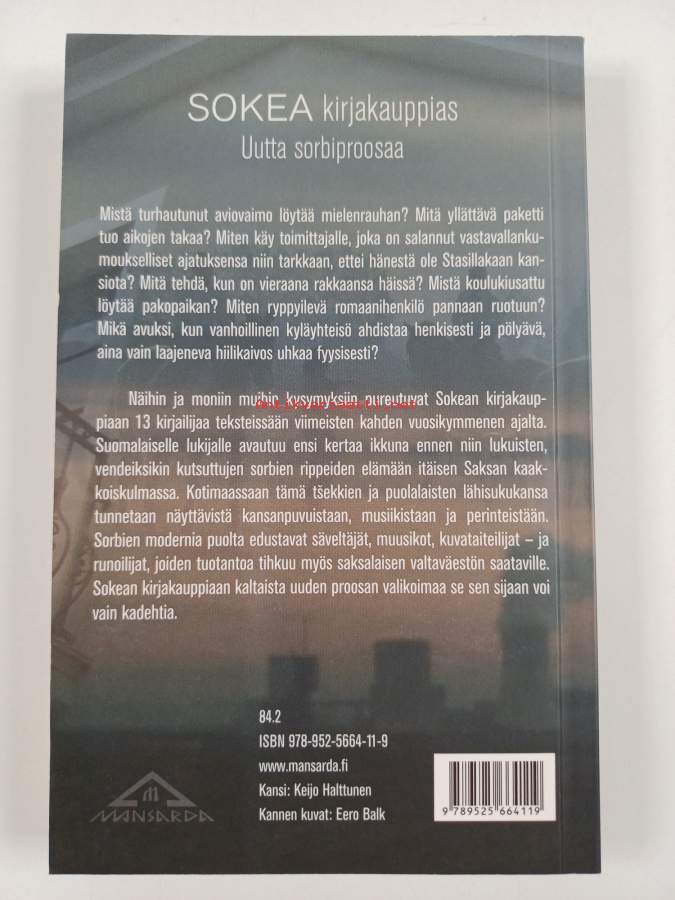 SOKEA kirjakauppias
Uutta sorbiproosaa
Mistä turhautunut aviovaimo löytää mielenrauhan? Mitä yllättävä paketti
tuo aikojen takaa? Miten käy toimittajalle, joka on salannut vastavallanku-
moukselliset ajatuksensa niin tarkkaan, ettei hänestä ole Stasillakaan kan-
siota? Mitä tehdä, kun on vieraana rakkaansa häissä? Mistä koulukiusattu
löytää pakopaikan? Miten ryppyilevä romaanihenkilö pannaan ruotuun?
Mikä avuksi, kun vanhoillinen kyläyhteisö ahdistaa henkisesti ja pölyävä,
aina vain laajeneva hiilikaivos uhkaa fyysisesti?
Näihin ja moniin muihin kysymyksiin pureutuvat Sokean kirjakaup-
piaan 13 kirjailijaa teksteissään viimeisten kahden vuosikymmenen ajalta.
Suomalaiselle lukijalle avautuu ensi kertaa ikkuna ennen niin lukuisten,
vendeiksikin kutsuttujen sorbien rippeiden elämään itäisen Saksan kaak-
koiskulmassa. Kotimaassaan tämä tšekkien ja puolalaisten lähisukukansa
tunnetaan näyttävistä kansanpuvuistaan, musiikistaan ja perinteistään.
Sorbien modernia puolta edustavat säveltäjät, muusikot, kuvataiteilijat – ja
runoilijat, joiden tuotantoa tihkuu myös saksalaisen valtaväestön saataville.
Sokean kirjakauppiaan kaltaista uuden proosan valikoimaa se sen sijaan voi
vain kadehtia.
84.2
ISBN 978-952-5664-11-9
www.mansarda.fi
Kansi: Keijo Halttunen
Kannen kuvat: Eero Balk
MANSARDA
9 789525 664119